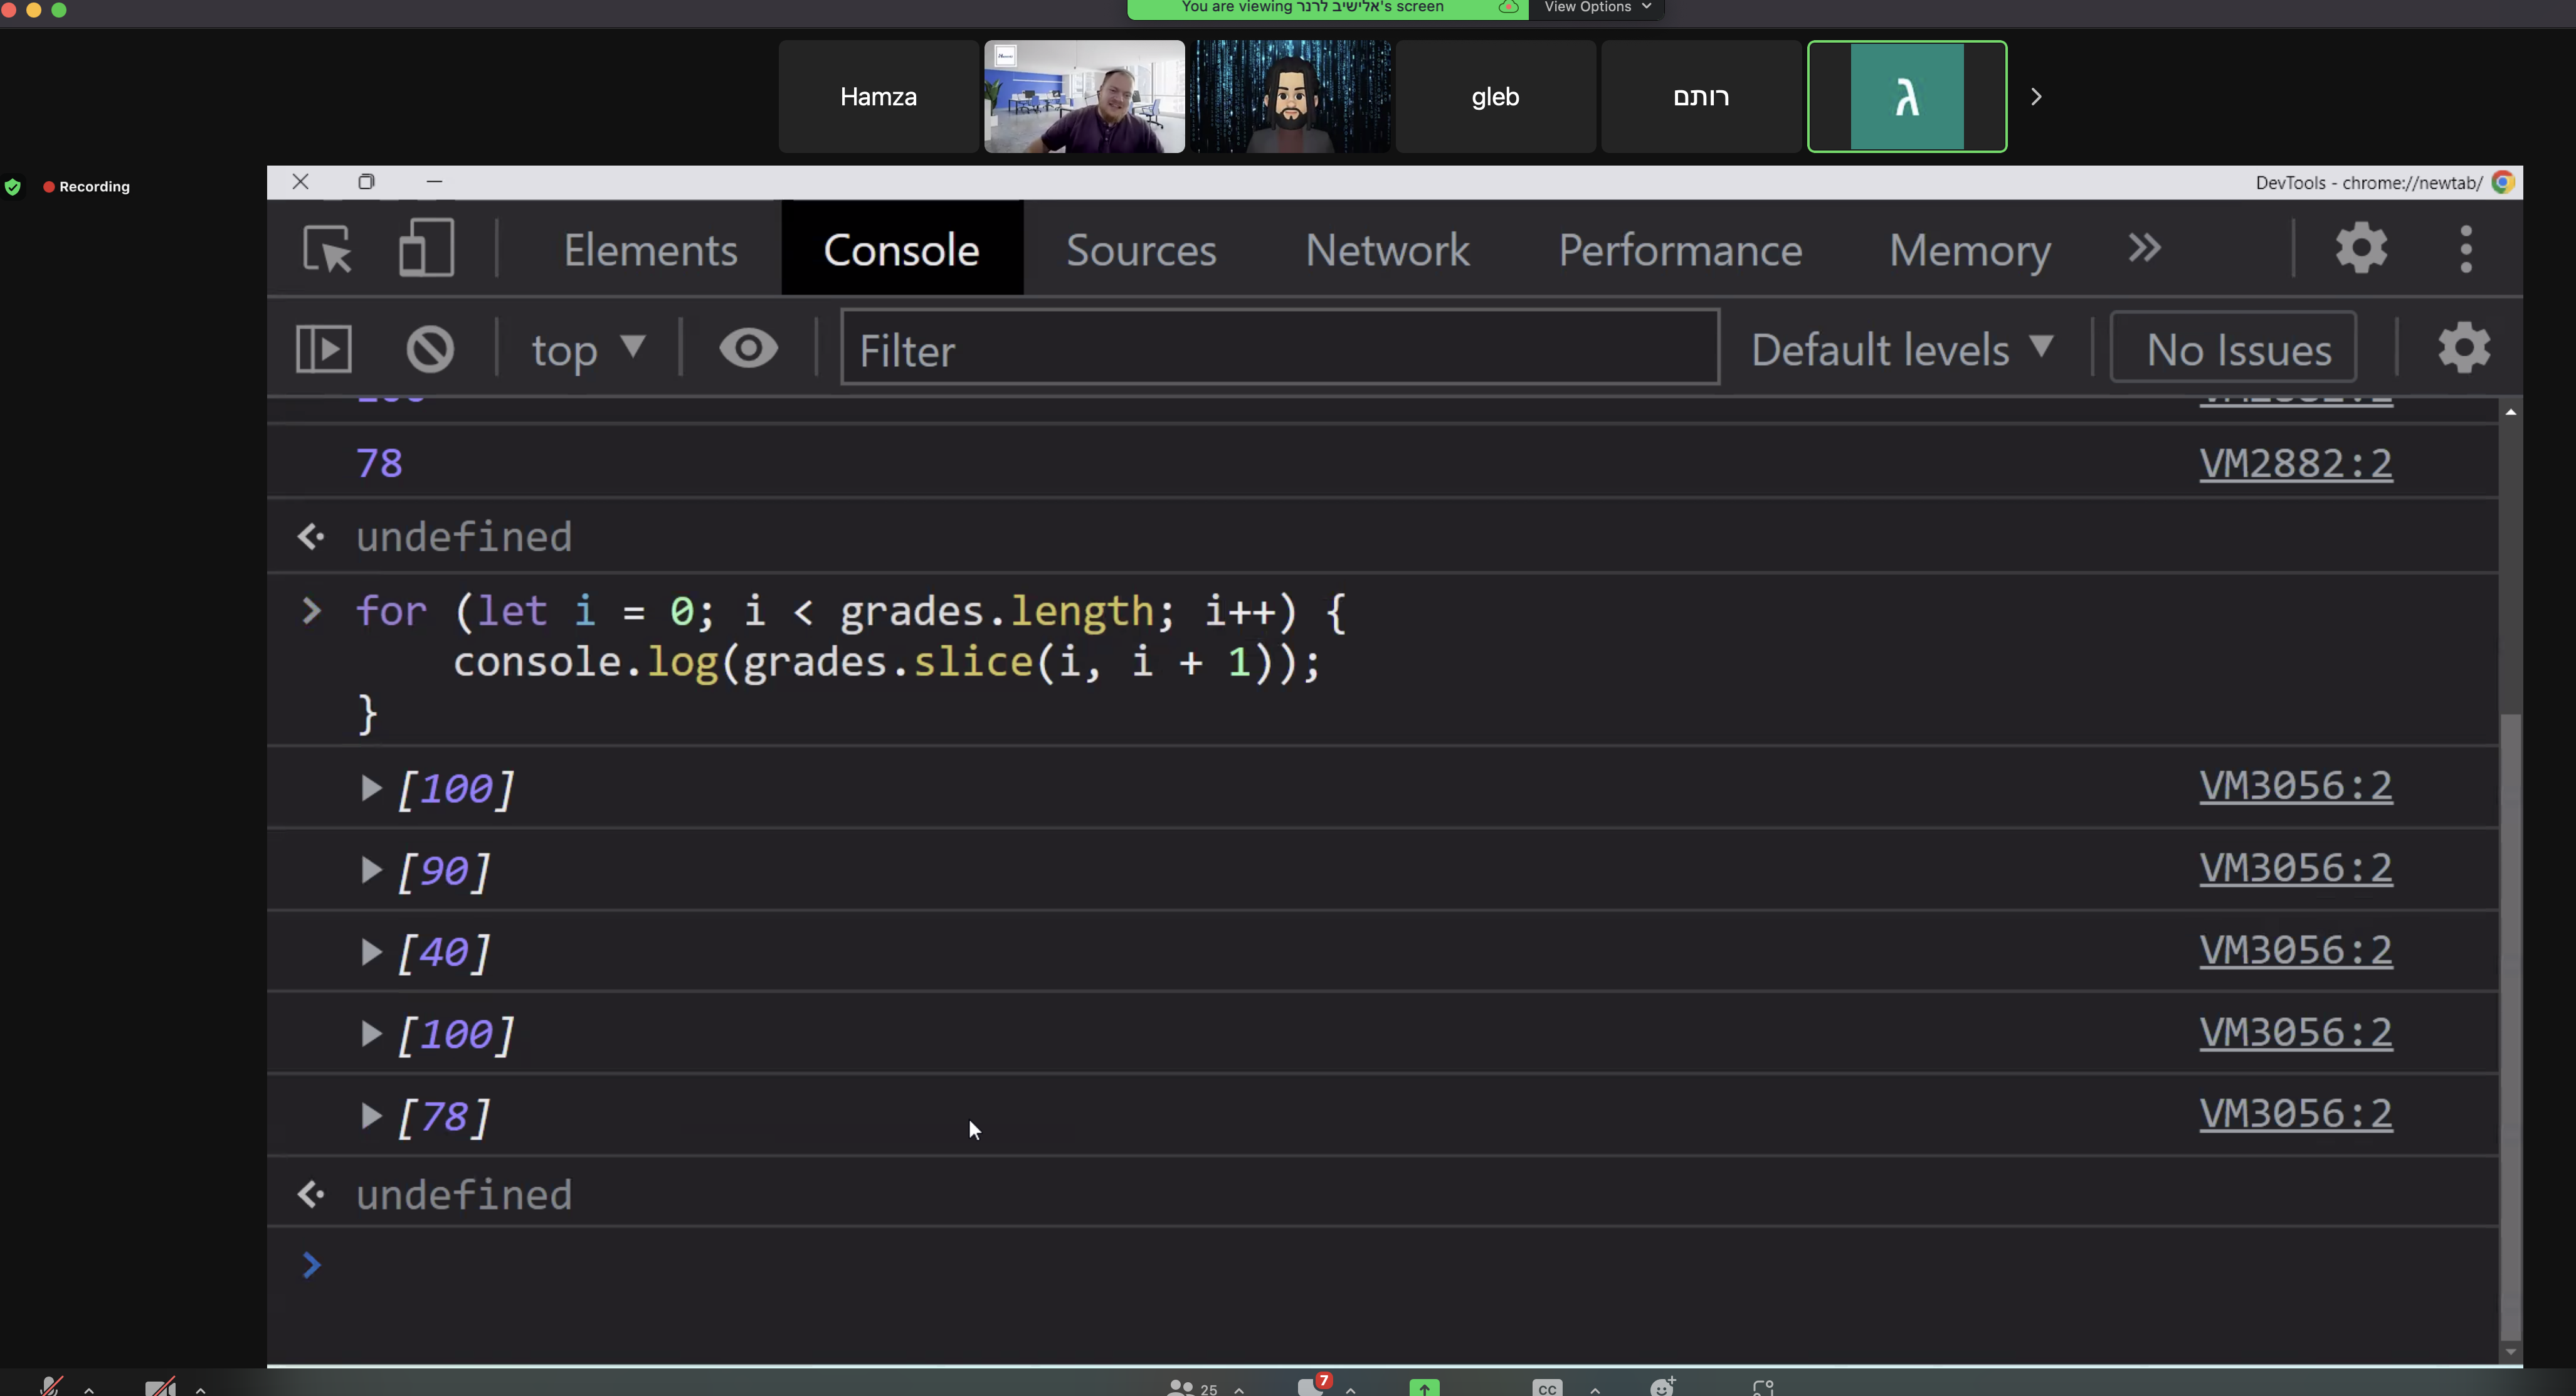 You are viewing אלישיב לרנר's screen
View Options
Hamza
gleb
רותם
ג
Recording
DevTools - chrome://newtab/
Elements
Console
Sources
Network
Performance
Memory
top
Filter
Default levels
No Issues
78 VM2882:2
undefined
for (let i = 0; i < grades.length; i++) {
console.log(grades.slice(i, i + 1));
}
[100] VM3056:2
[90] VM3056:2
[40] VM3056:2
[100] VM3056:2
[78] VM3056:2
undefined
25
7
CC